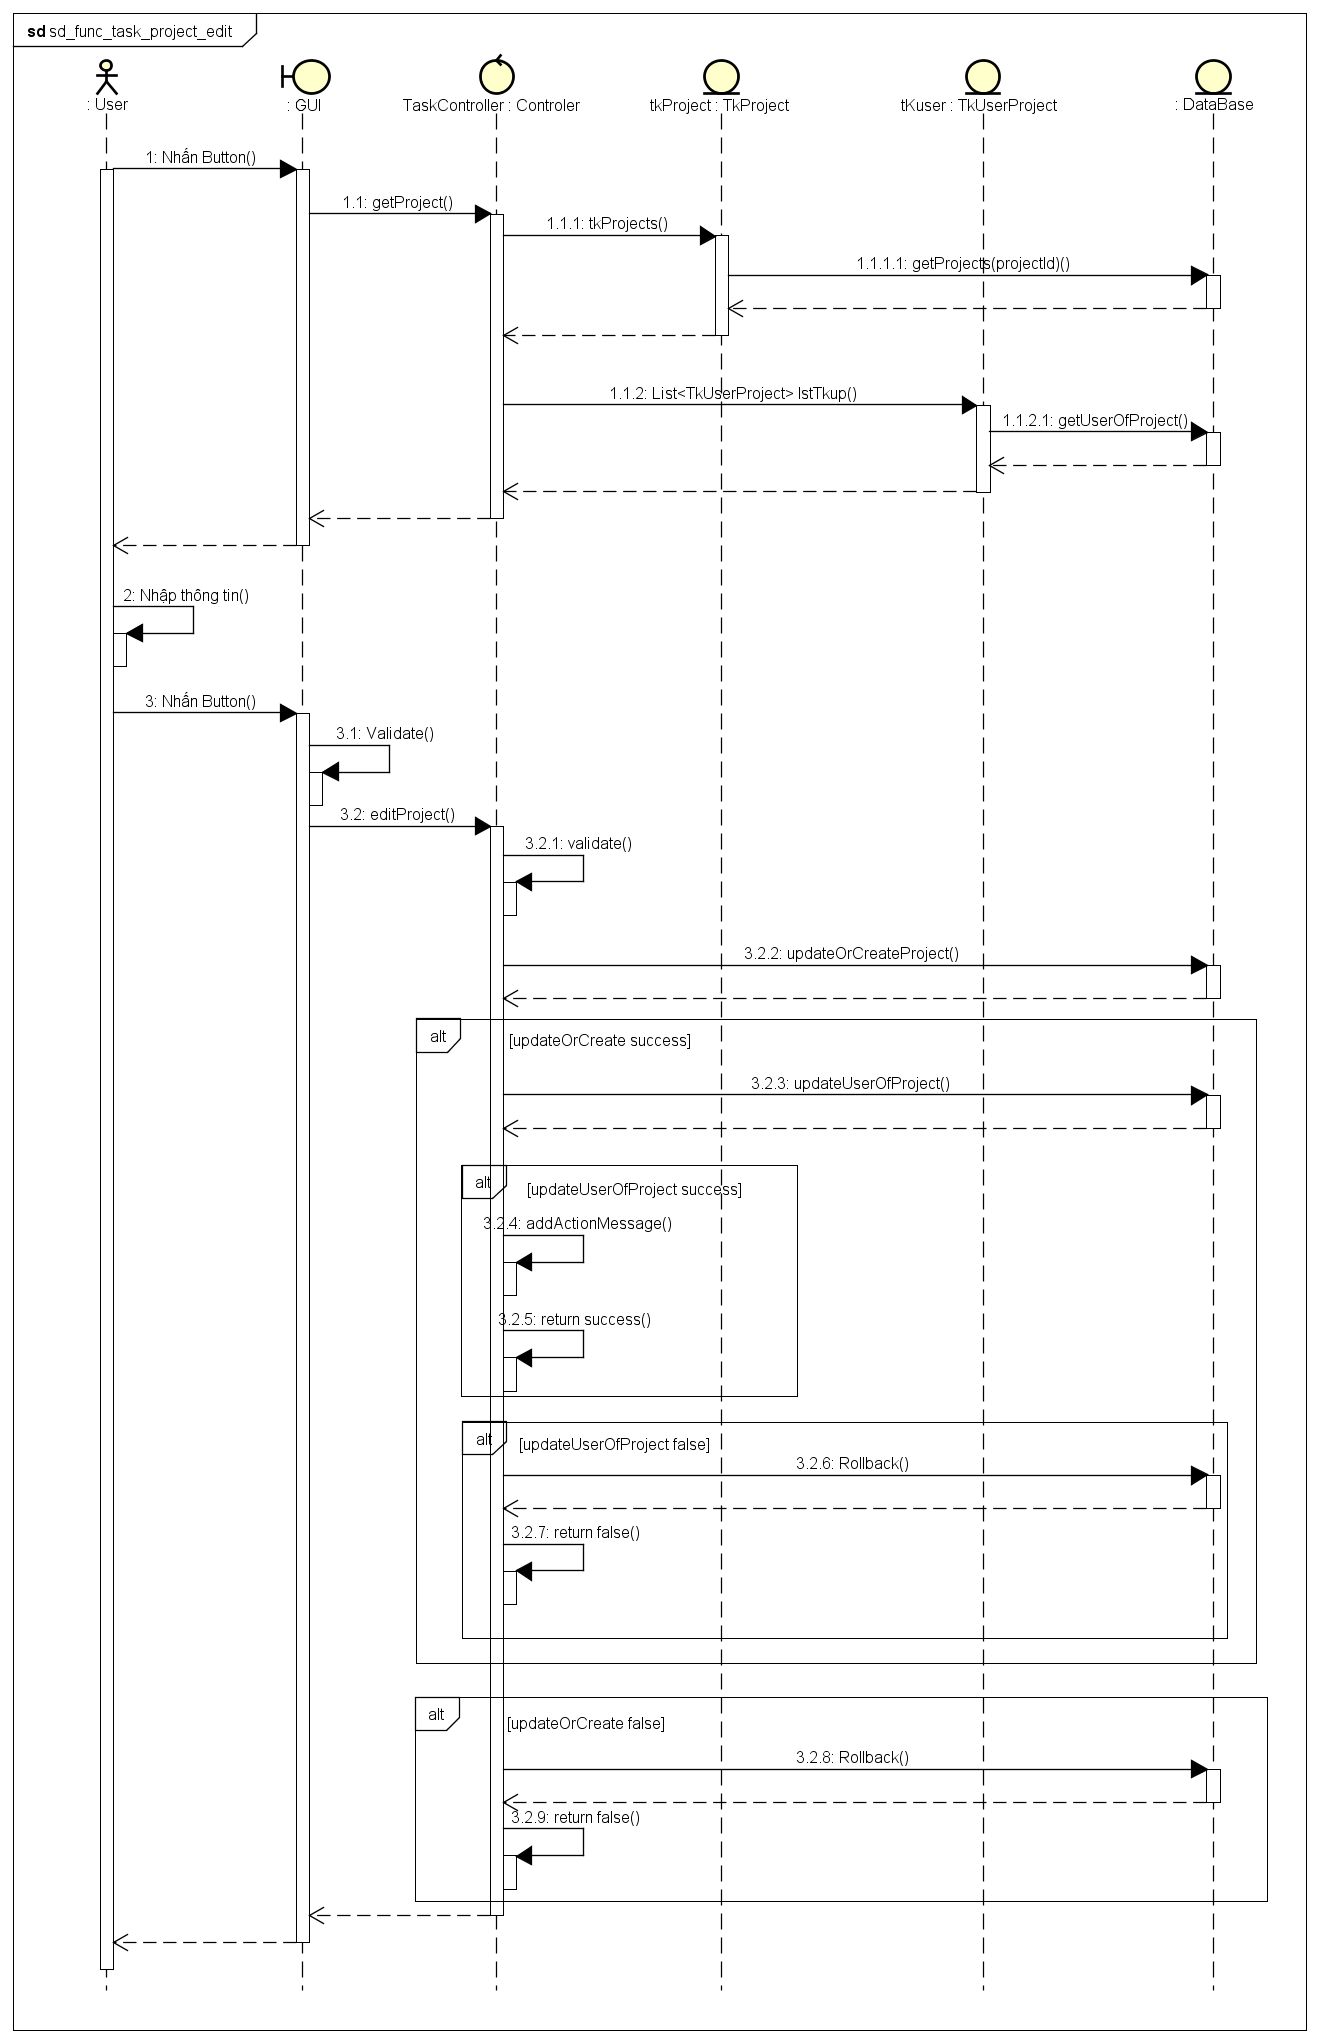 sd sd_func_task_project_edit
: User
: GUI
TaskController : Controler
tkProject : TkProject
tKuser : TkUserProject
: DataBase
1: Nhấn Button()
1.1: getProject()
1.1.1: tkProjects()
1.1.1.1: getProjects(projectId)()
1.1.2: List<TkUserProject> lstTkup()
1.1.2.1: getUserOfProject()
2: Nhập thông tin()
3: Nhấn Button()
3.1: Validate()
3.2: editProject()
3.2.1: validate()
3.2.2: updateOrCreateProject()
alt
[updateOrCreate success]
3.2.3: updateUserOfProject()
alt
[updateUserOfProject success]
3.2.4: addActionMessage()
3.2.5: return success()
alt
[updateUserOfProject false]
3.2.6: Rollback()
3.2.7: return false()
alt
[updateOrCreate false]
3.2.8: Rollback()
3.2.9: return false()